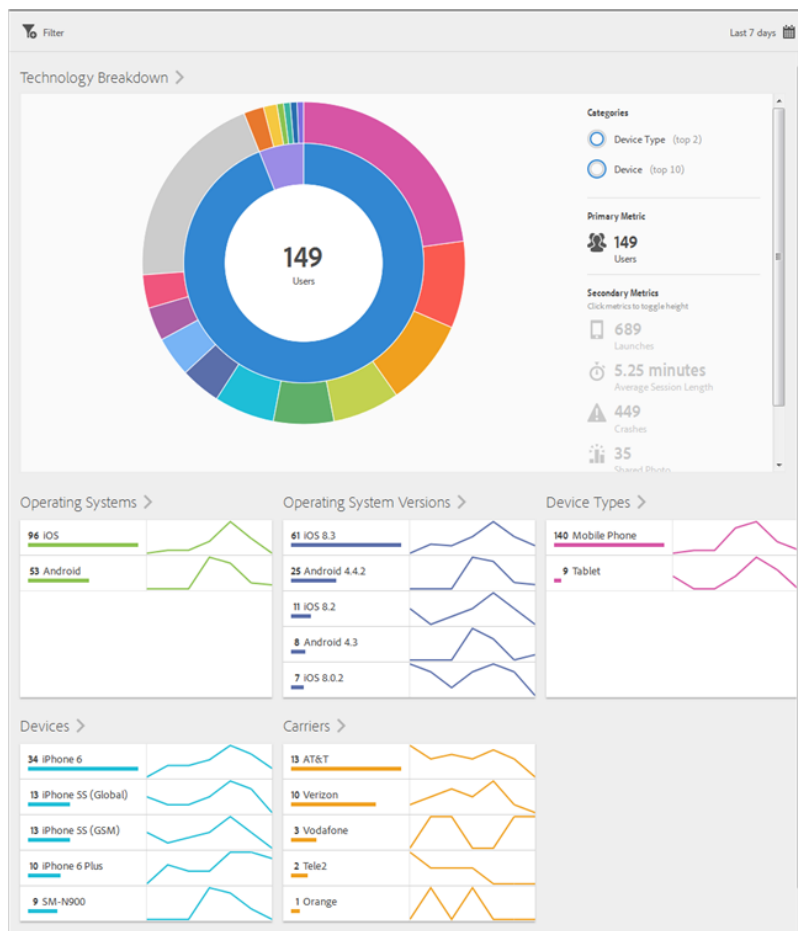 Filter
Last 7 days
Technology Breakdown
149
Users
Categories
Device Type (top 2)
Device (top 10)
Primary Metric
149
Users
Secondary Metrics
Click metrics to toggle height
689
Launches
5.25 minutes
Average Session Length
449
Crashes
35
Shared Photo
Operating Systems
96 iOS
53 Android
Operating System Versions
61 iOS 8.3
25 Android 4.4.2
11 iOS 8.2
8 Android 4.3
7 iOS 8.0.2
Device Types
140 Mobile Phone
9 Tablet
Devices
34 iPhone 6
13 iPhone 5S (Global)
13 iPhone 5S (GSM)
10 iPhone 6 Plus
9 SM-N900
Carriers
13 AT&T
10 Verizon
3 Vodafone
2 Tele2
1 Orange